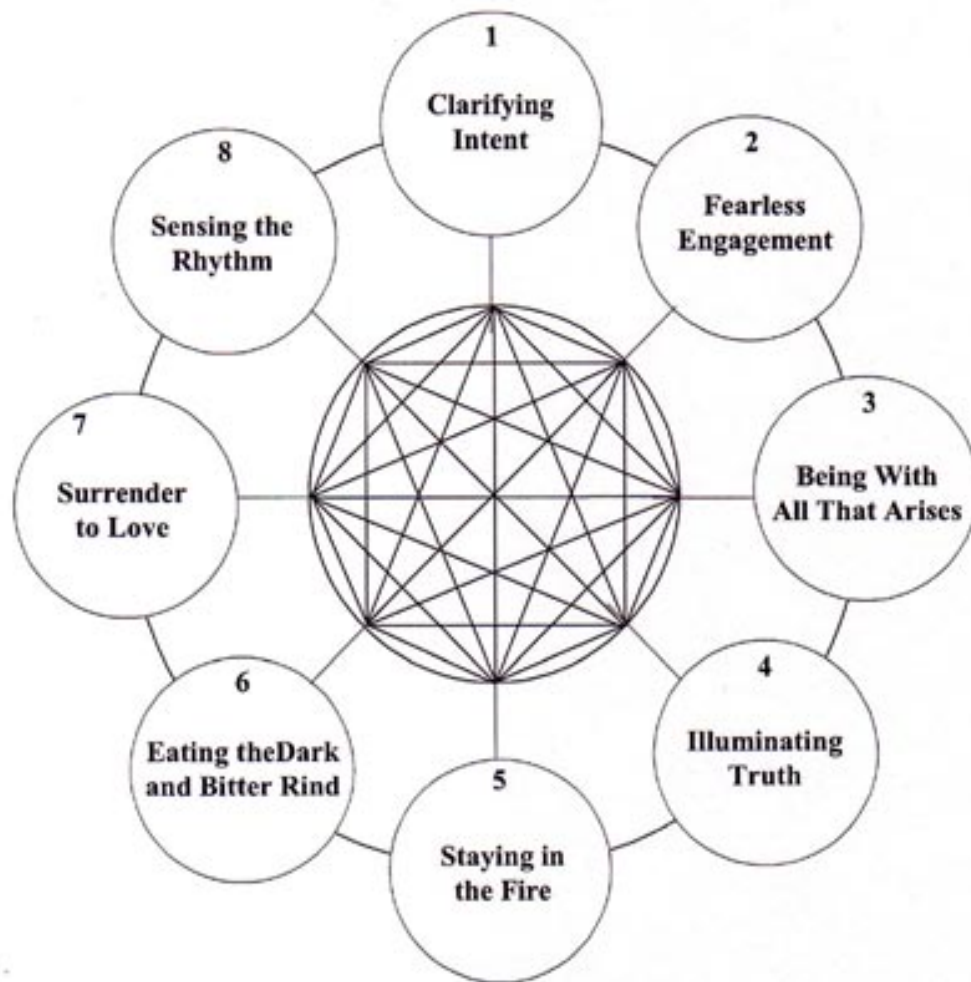 1
Clarifying
Intent
2
Fearless
Engagement
3
Being With
All That Arises
4
Illuminating
Truth
5
Staying in
the Fire
6
Eating theDark
and Bitter Rind
7
Surrender
to Love
8
Sensing the
Rhythm